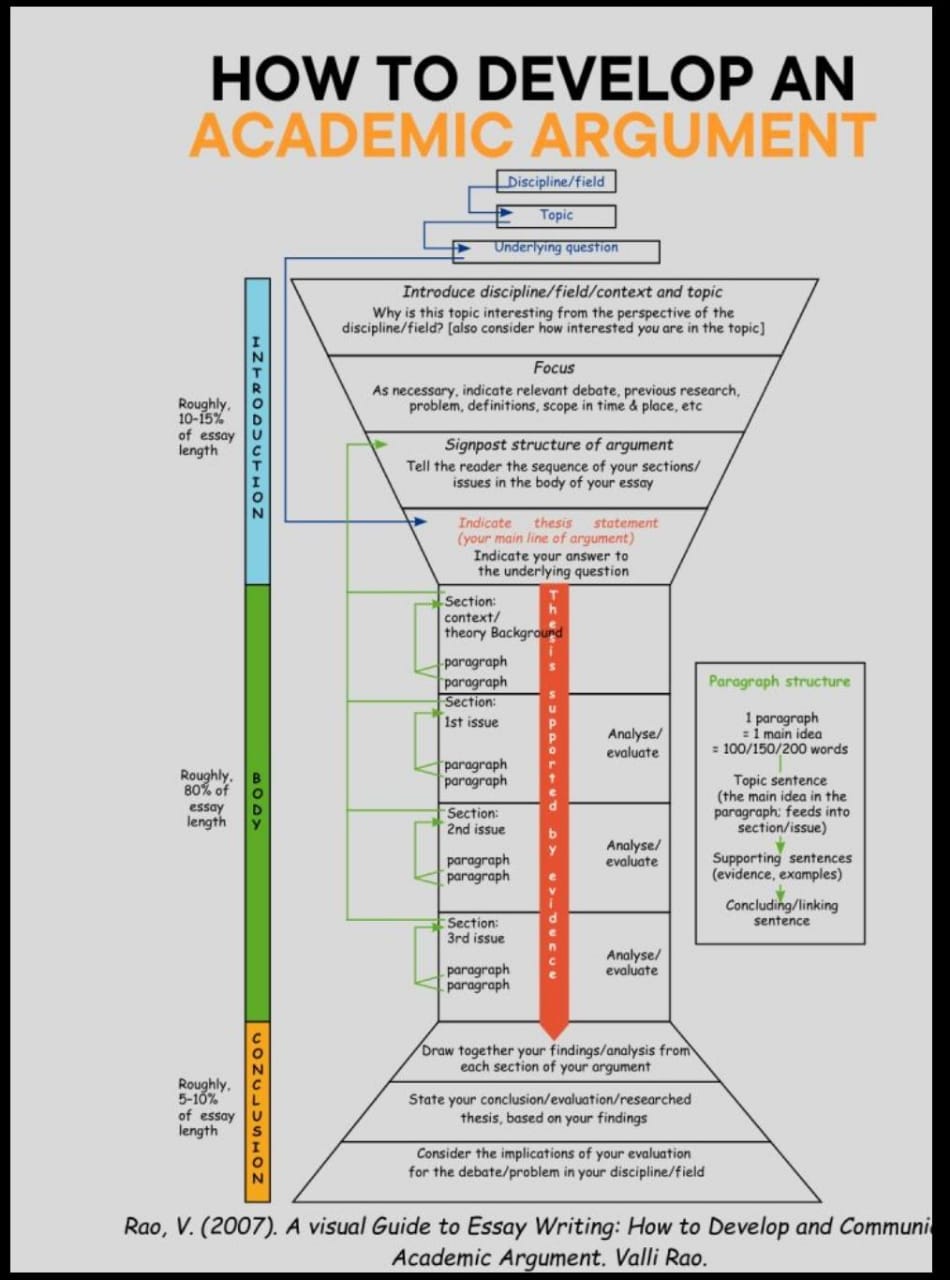 HOW TO DEVELOP AN
ACADEMIC ARGUMENT
Discipline/field
Topic
Underlying question
INTRODUCTION
Roughly,
10-15%
of essay
length
Introduce discipline/field/context and topic
Why is this topic interesting from the perspective of the
discipline/field? [also consider how interested you are in the topic]
Focus
As necessary, indicate relevant debate, previous research,
problem, definitions, scope in time & place, etc
Signpost structure of argument
Tell the reader the sequence of your sections/
issues in the body of your essay
Indicate thesis statement
(your main line of argument)
Indicate your answer to
the underlying question
BODY
Roughly,
80% of
essay
length
Thesis supported by evidence
Section:
context/
theory Background
paragraph
paragraph
Section:
1st issue
paragraph
paragraph
Analyse/
evaluate
Section:
2nd issue
paragraph
paragraph
Analyse/
evaluate
Section:
3rd issue
paragraph
paragraph
Analyse/
evaluate
Paragraph structure
1 paragraph
= 1 main idea
= 100/150/200 words
Topic sentence
(the main idea in the
paragraph; feeds into
section/issue)
Supporting sentences
(evidence, examples)
Concluding/linking
sentence
CONCLUSION
Roughly,
5-10%
of essay
length
Draw together your findings/analysis from
each section of your argument
State your conclusion/evaluation/researched
thesis, based on your findings
Consider the implications of your evaluation
for the debate/problem in your discipline/field
Rao, V. (2007). A visual Guide to Essay Writing: How to Develop and Communi
Academic Argument. Valli Rao.